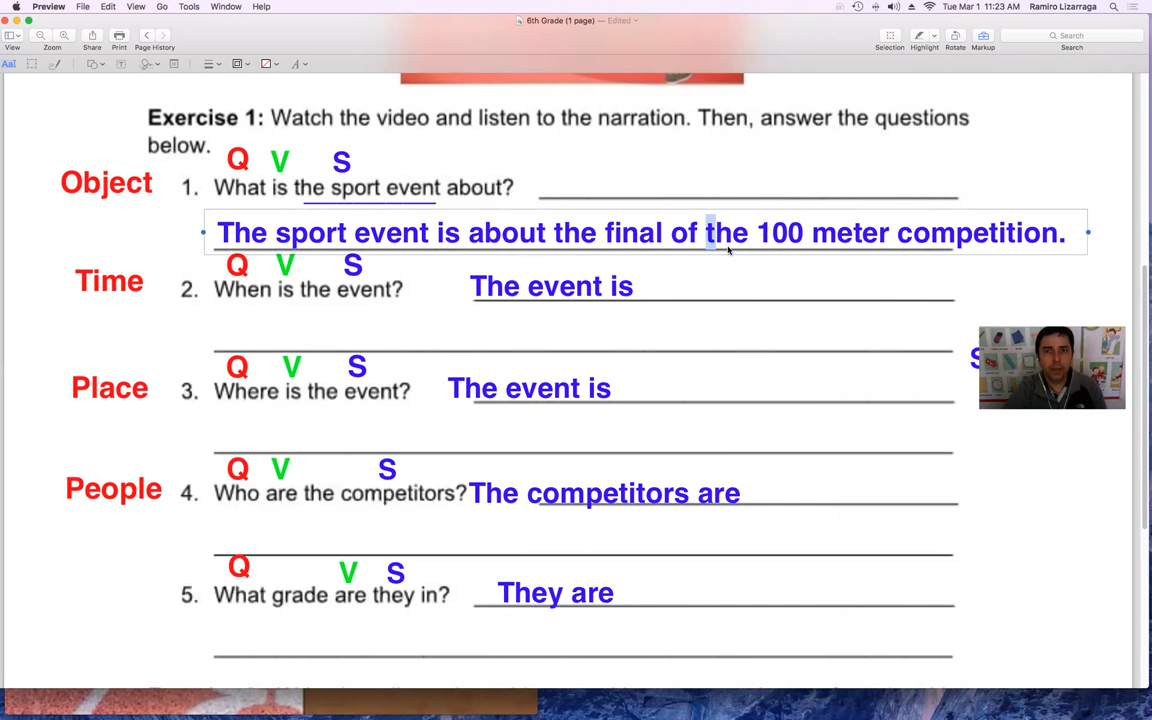 Preview File Edit View Go Tools Window Help Tue Mar 1 11:23 AM Ramiro Lizarraga
6th Grade (1 page) — Edited
View Zoom Share Print Page History Selection Highlight Rotate Markup Search
Search
AaI T A
Exercise 1: Watch the video and listen to the narration. Then, answer the questions
below.
Q V S
Object 1. What is the sport event about?
The sport event is about the final of the 100 meter competition.
Q V S
Time 2. When is the event? The event is
S
Q V S
Place 3. Where is the event? The event is
Q V S
People 4. Who are the competitors? The competitors are
Q V S
5. What grade are they in? They are